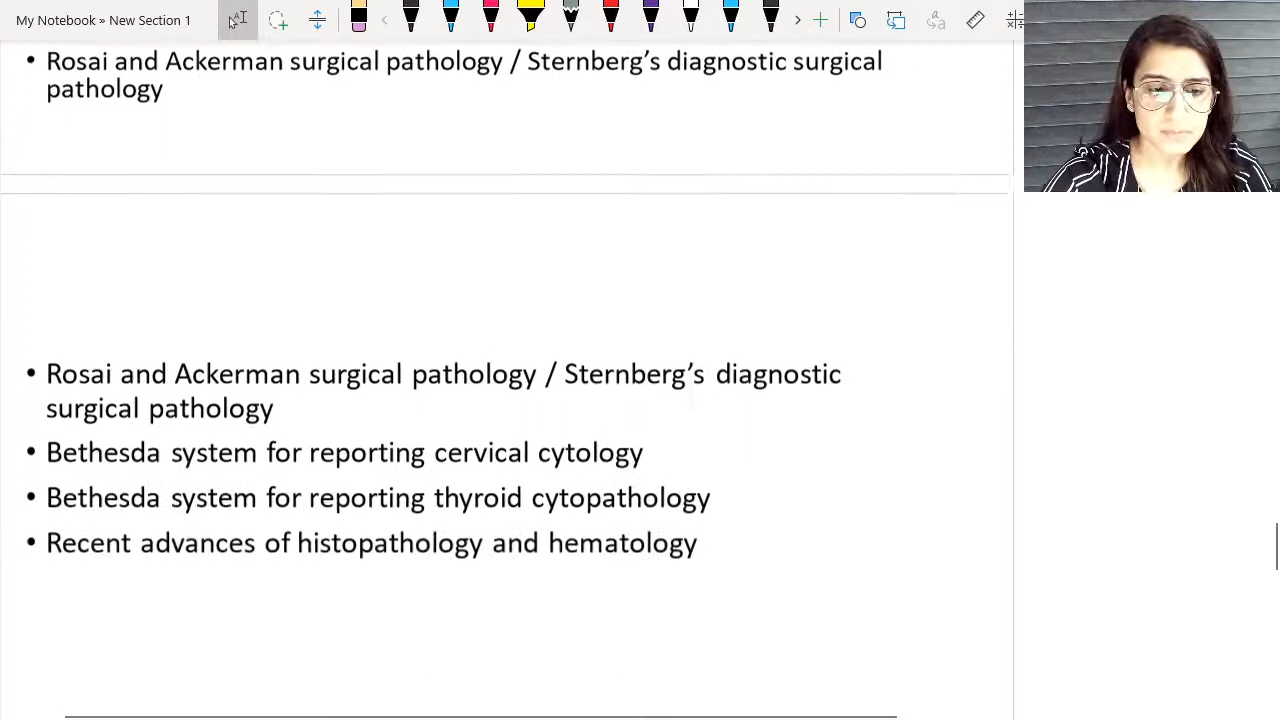 My Notebook » New Section 1
• Rosai and Ackerman surgical pathology / Sternberg’s diagnostic surgical
pathology
• Rosai and Ackerman surgical pathology / Sternberg’s diagnostic
surgical pathology
• Bethesda system for reporting cervical cytology
• Bethesda system for reporting thyroid cytopathology
• Recent advances of histopathology and hematology